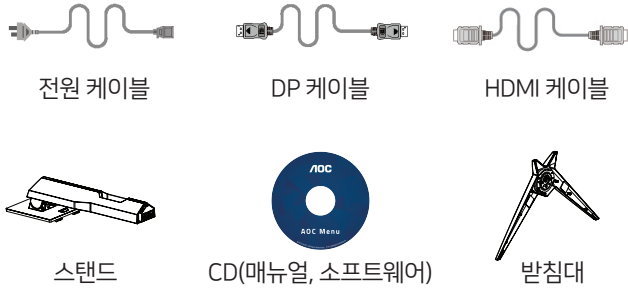 전원 케이블
DP 케이블
HDMI 케이블
AOC
AOC Menu
스탠드
CD(매뉴얼, 소프트웨어)
받침대